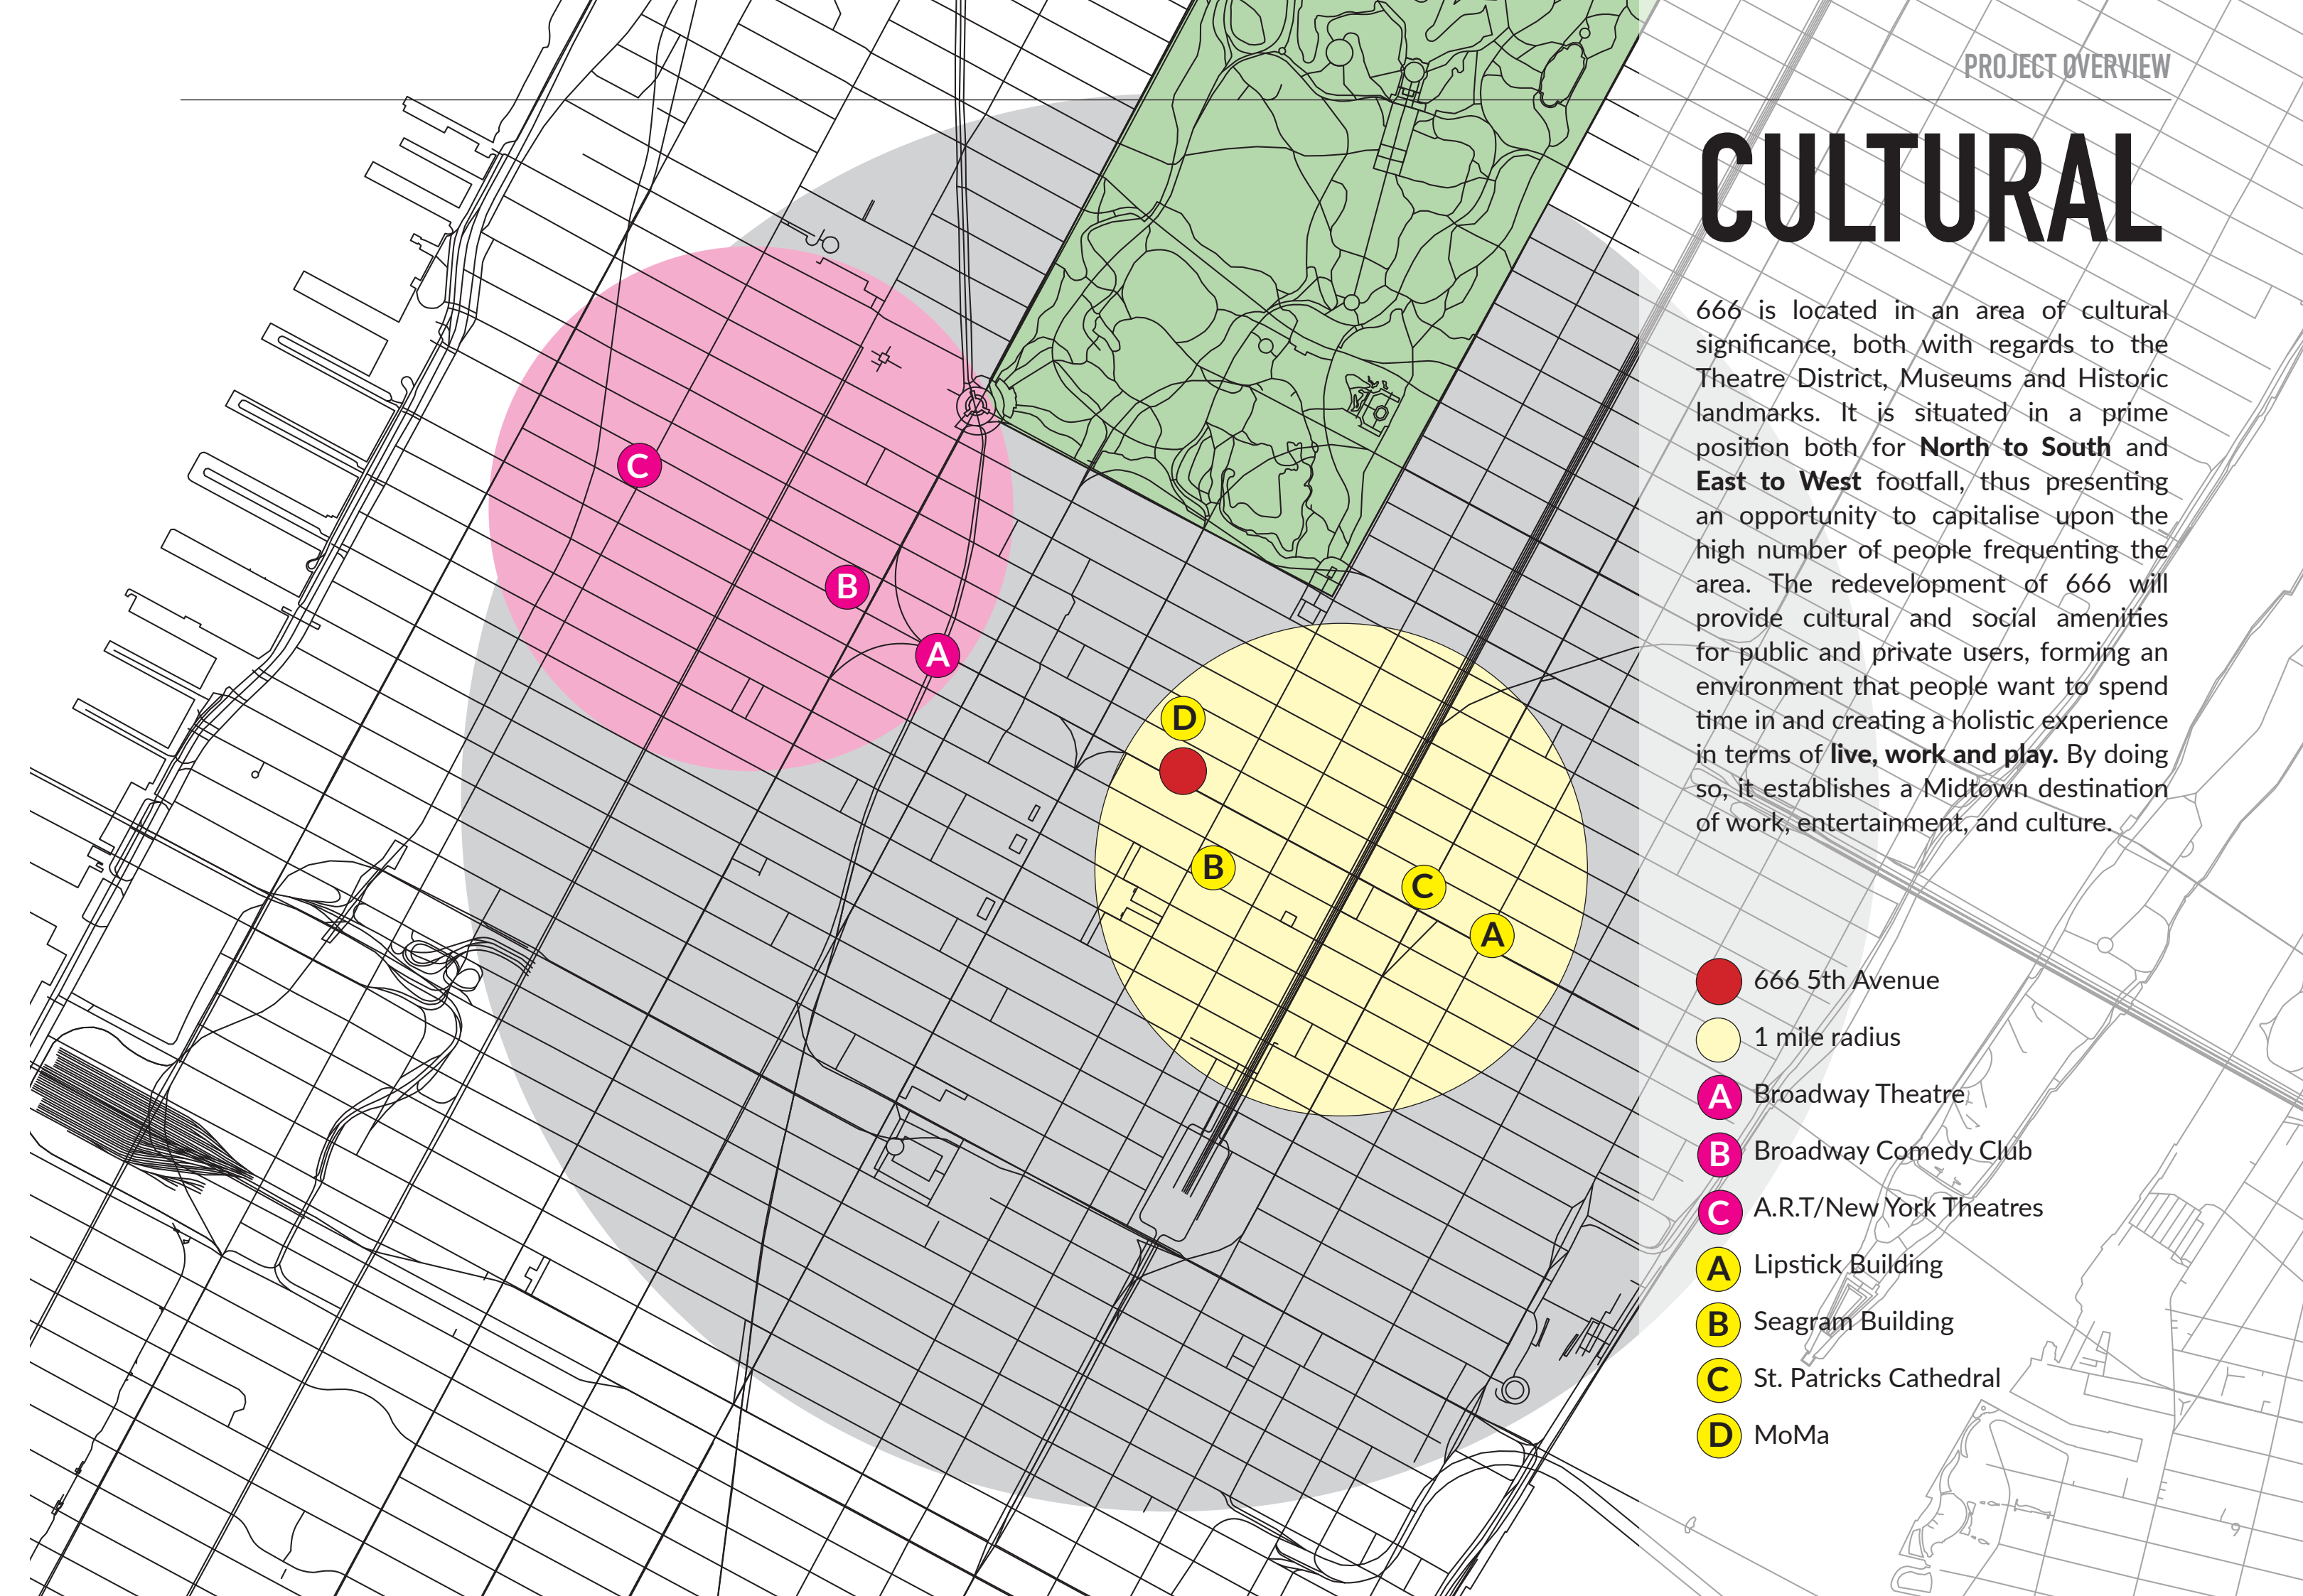 PROJECT OVERVIEW
CULTURAL
666 is located in an area of cultural
significance, both with regards to the
Theatre District, Museums and Historic
landmarks. It is situated in a prime
position both for North to South and
East to West footfall, thus presenting
an opportunity to capitalise upon the
high number of people frequenting the
area. The redevelopment of 666 will
provide cultural and social amenities
for public and private users, forming an
environment that people want to spend
time in and creating a holistic experience
in terms of live, work and play. By doing
so, it establishes a Midtown destination
of work, entertainment, and culture.
C
B
A
D
B
C
A
666 5th Avenue
1 mile radius
A Broadway Theatre
B Broadway Comedy Club
C A.R.T/New York Theatres
A Lipstick Building
B Seagram Building
C St. Patricks Cathedral
D MoMa